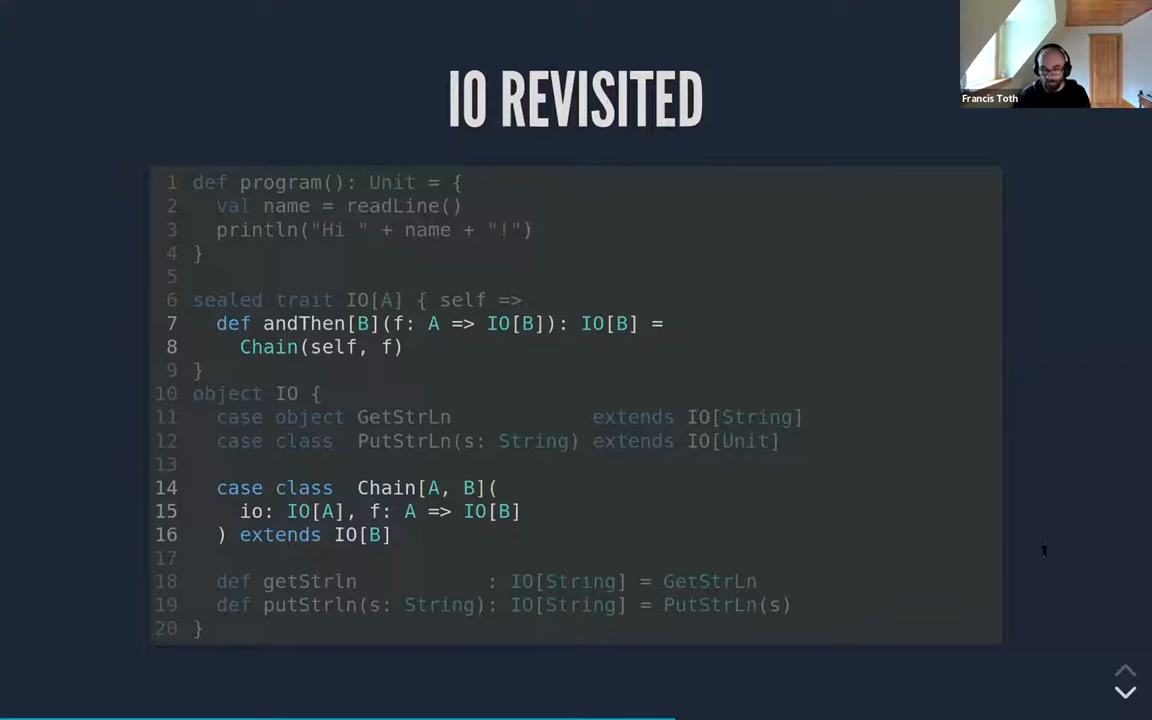 IO REVISITED
Francis Toth
1 def program(): Unit = {
2 val name = readLine()
3 println("Hi " + name + "!")
4 }
5
6 sealed trait IO[A] { self =>
7 def andThen[B](f: A => IO[B]): IO[B] =
8 Chain(self, f)
9 }
10 object IO {
11 case object GetStrLn extends IO[String]
12 case class PutStrLn(s: String) extends IO[Unit]
13
14 case class Chain[A, B](
15 io: IO[A], f: A => IO[B]
16 ) extends IO[B]
17
18 def getStrln : IO[String] = GetStrLn
19 def putStrln(s: String): IO[String] = PutStrLn(s)
20 }